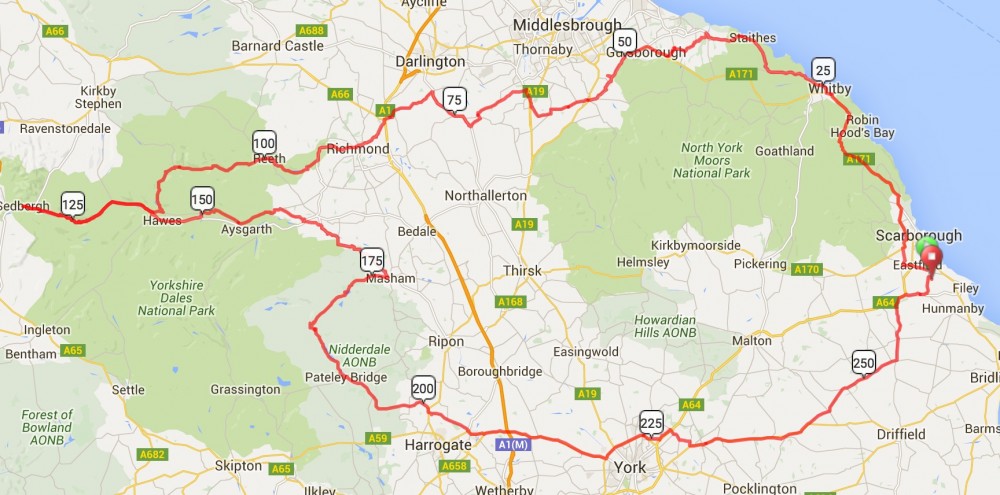 Aycliffe
Middlesbrough
A66
A688
Barnard Castle
Thornaby
50
Guisborough
Staithes
Darlington
A171
25
Whitby
Kirkby
Stephen
A66
75
A19
A1
Ravenstonedale
100
Reeth
Richmond
Robin
Hood's Bay
North York
Moors
National Park
Goathland
A171
Sedbergh
125
150
Hawes
Aysgarth
Northallerton
Bedale
A19
Scarborough
Kirkbymoorside
Eastfield
175
Masham
Thirsk
Helmsley
Pickering
A170
Filey
Yorkshire
Dales
National Park
A168
A64
Hunmanby
Howardian
Hills AONB
Ingleton
Bentham
A65
Nidderdale
AONB
Ripon
Easingwold
Malton
250
Pateley Bridge
Boroughbridge
Settle
Grassington
200
A19
A64
Bridli
Forest of
Bowland
AONB
225
Driffield
A59
Harrogate
A1(M)
A682
Skipton
A65
A658
York
Barms
Ilkley
Wetherby
Pocklington